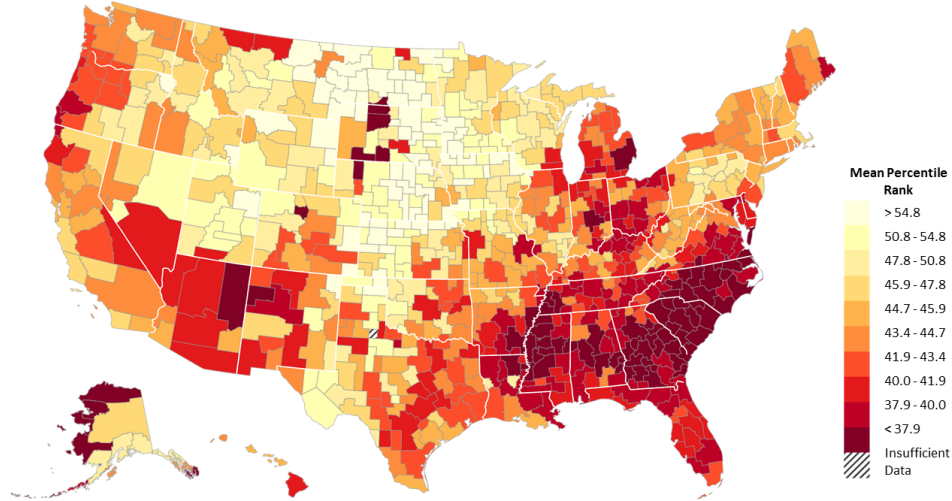 Mean Percentile
Rank
> 54.8
50.8 - 54.8
47.8 - 50.8
45.9 - 47.8
44.7 - 45.9
43.4 - 44.7
41.9 - 43.4
40.0 - 41.9
37.9 - 40.0
< 37.9
Insufficient
Data